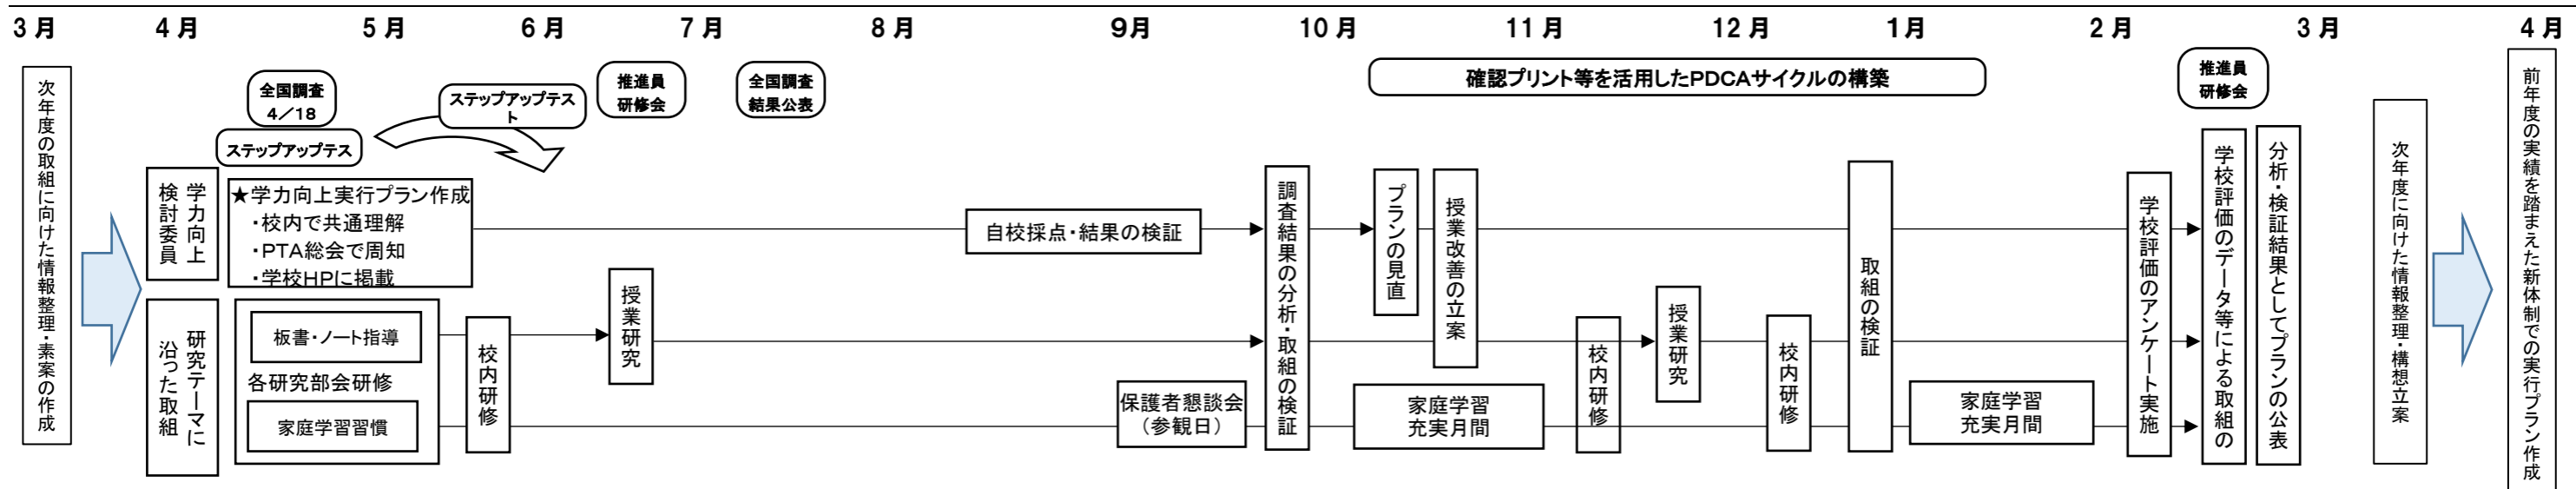 3月
4月
5月
6月
7月
8月
9月
10月
11月
12月
1月
2月
3月
4月
次年度の取組に向けた情報整理・素案の作成
全国調査
4／18
ステップアップテス
ステップアップテス
ト
推進員
研修会
全国調査
結果公表
確認プリント等を活用したPDCAサイクルの構築
推進員
研修会
学力向上
検討委員
★学力向上実行プラン作成
・校内で共通理解
・PTA総会で周知
・学校HPに掲載
研究テーマに
沿った取組
板書・ノート指導
各研究部会研修
家庭学習習慣
校内研修
授業研究
自校採点・結果の検証
保護者懇談会
（参観日）
調査結果の分析・取組の検証
プランの見直
授業改善の立案
家庭学習
充実月間
校内研修
授業研究
校内研修
取組の検証
家庭学習
充実月間
学校評価のアンケート実施
学校評価のデータ等による取組の
分析・検証結果としてプランの公表
次年度に向けた情報整理・構想立案
前年度の実績を踏まえた新体制での実行プラン作成